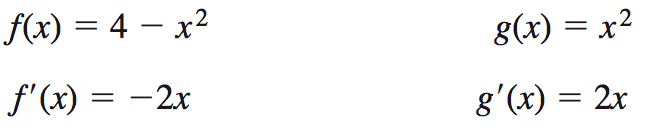 f(x) = 4 − x² g(x) = x²
f′(x) = −2x g′(x) = 2x